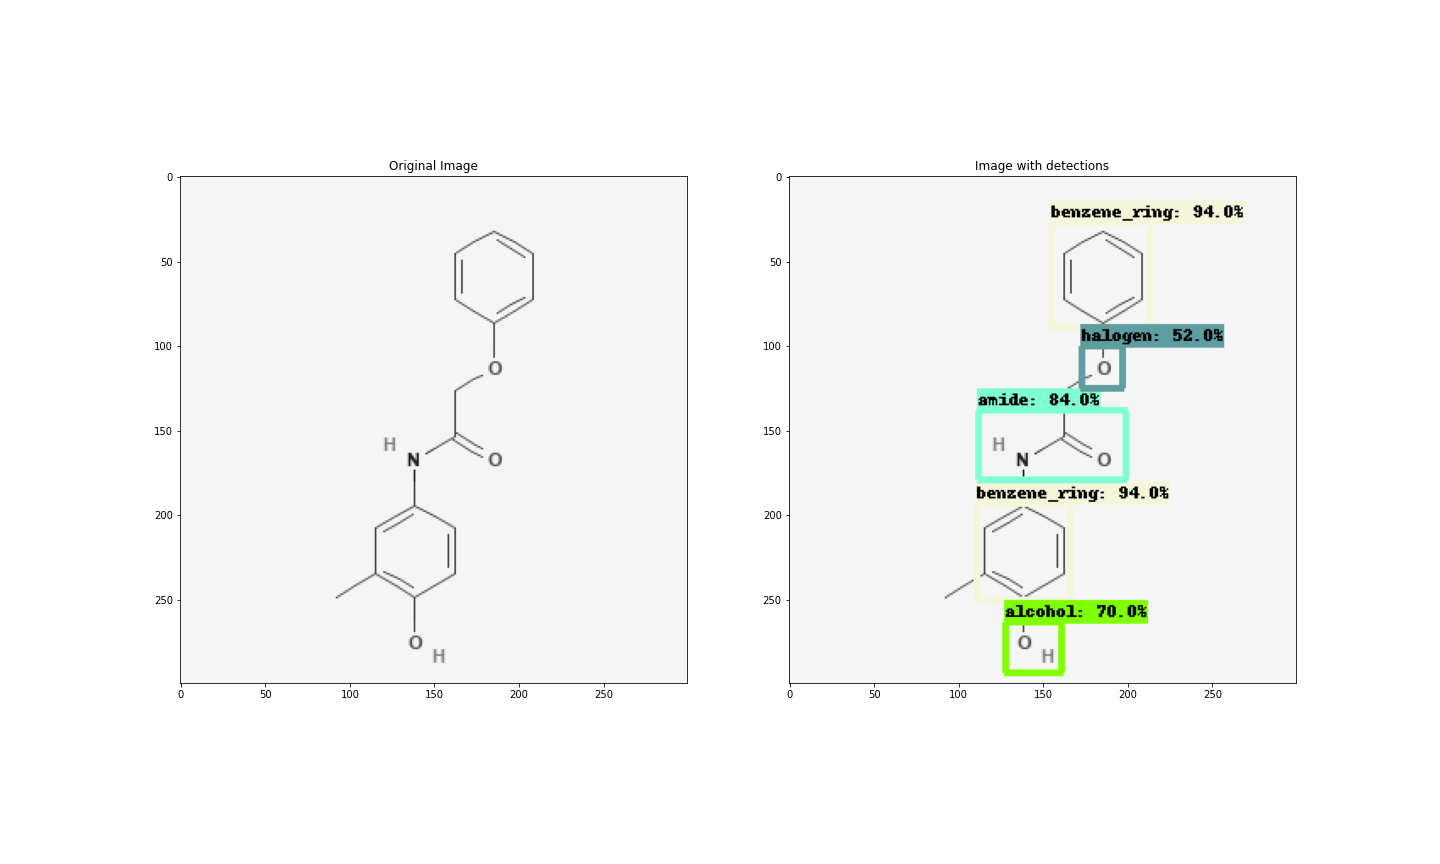 Original Image
0
50
100
150
200
250
O
H
N
O
O
H
0 50 100 150 200 250
Image with detections
0
50
100
150
200
250
benzene_ring: 94.0%
halogen: 52.0%
O
amide: 84.0%
H
N
O
benzene_ring: 94.0%
alcohol: 70.0%
O
H
0 50 100 150 200 250